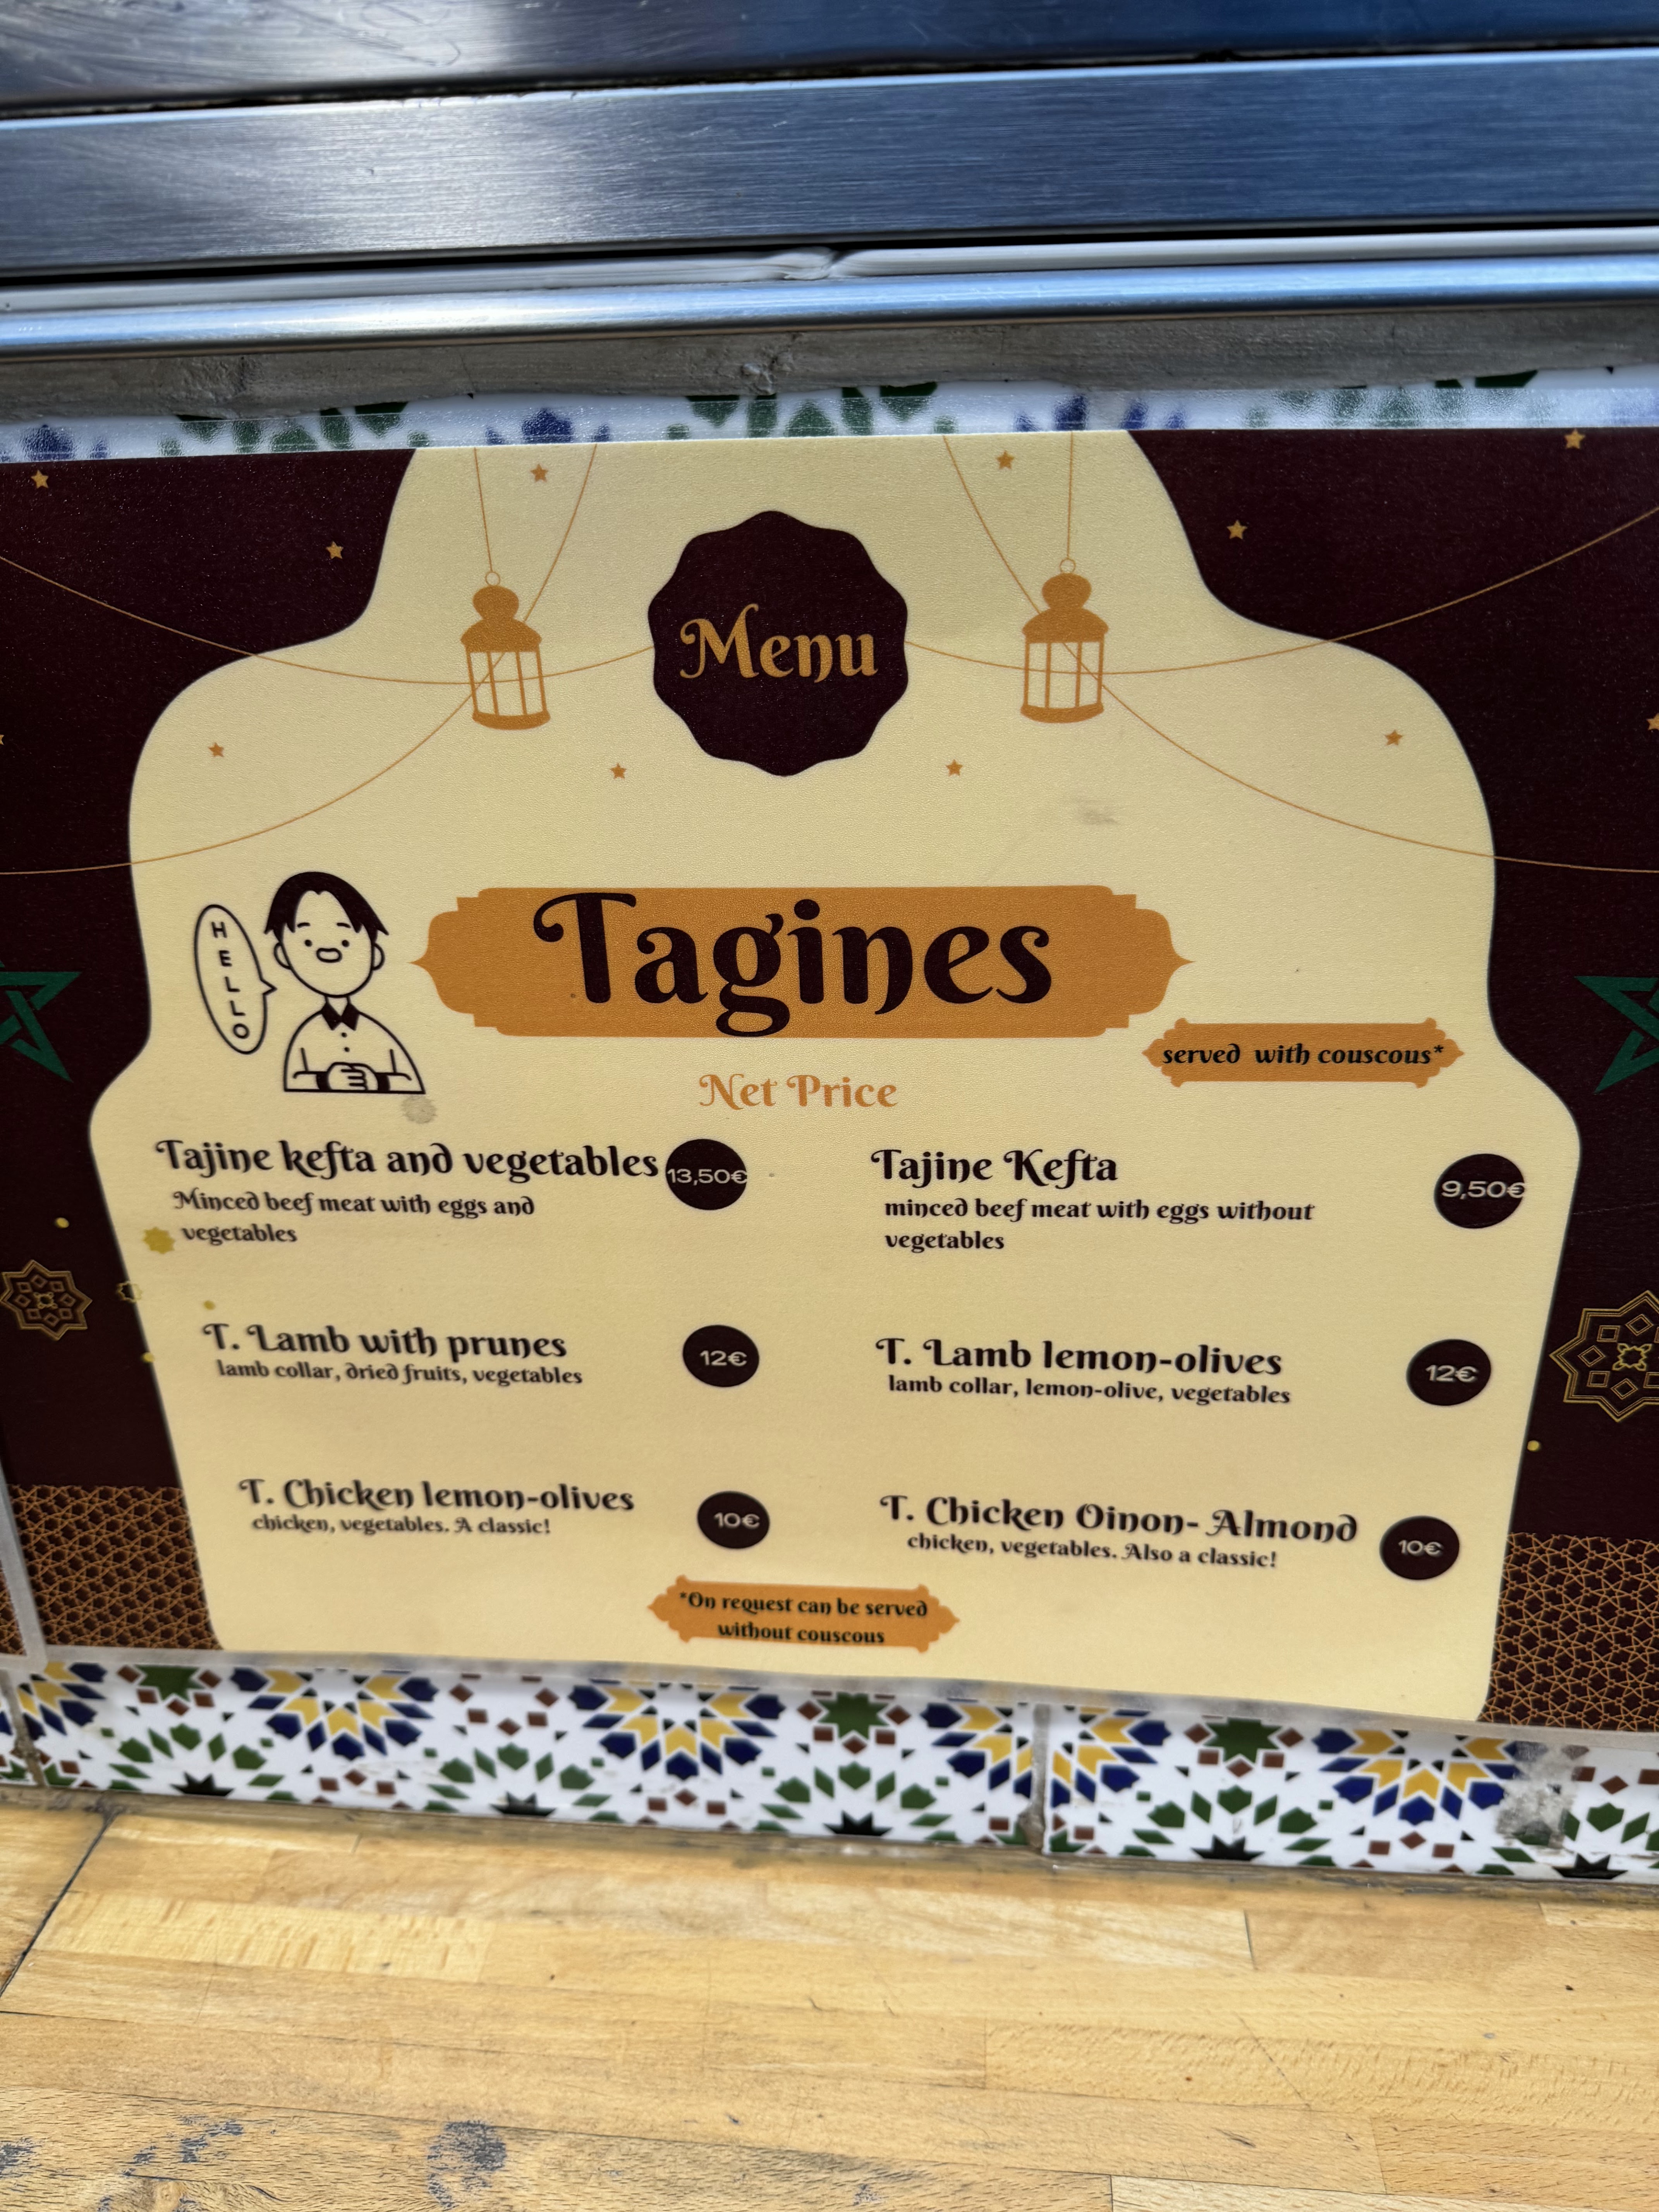 Menu
HELLO
Tagines
served with couscous*
Net Price
Tajine kefta and vegetables 13,50€
Minced beef meat with eggs and
vegetables
Tajine Kefta 9,50€
minced beef meat with eggs without
vegetables
T. Lamb with prunes 12€
lamb collar, dried fruits, vegetables
T. Lamb lemon-olives 12€
lamb collar, lemon-olive, vegetables
T. Chicken lemon-olives 10€
chicken, vegetables. A classic!
T. Chicken Oinon- Almond 10€
chicken, vegetables. Also a classic!
*On request can be served
without couscous